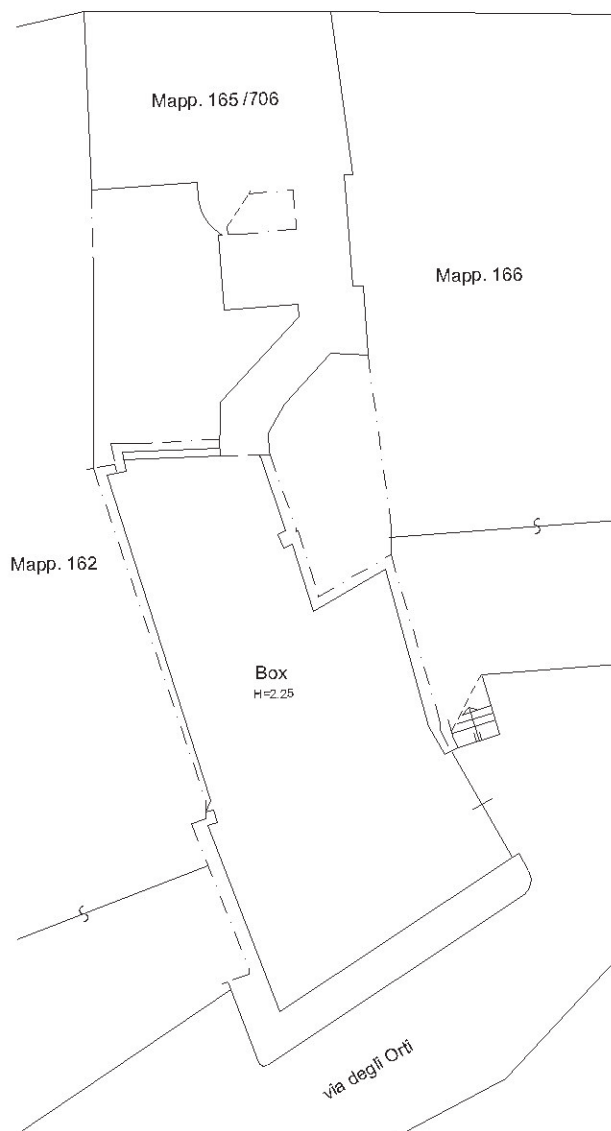 Mapp. 165 /706
Mapp. 166
Mapp. 162
Box
H=2.25
via degli Orti